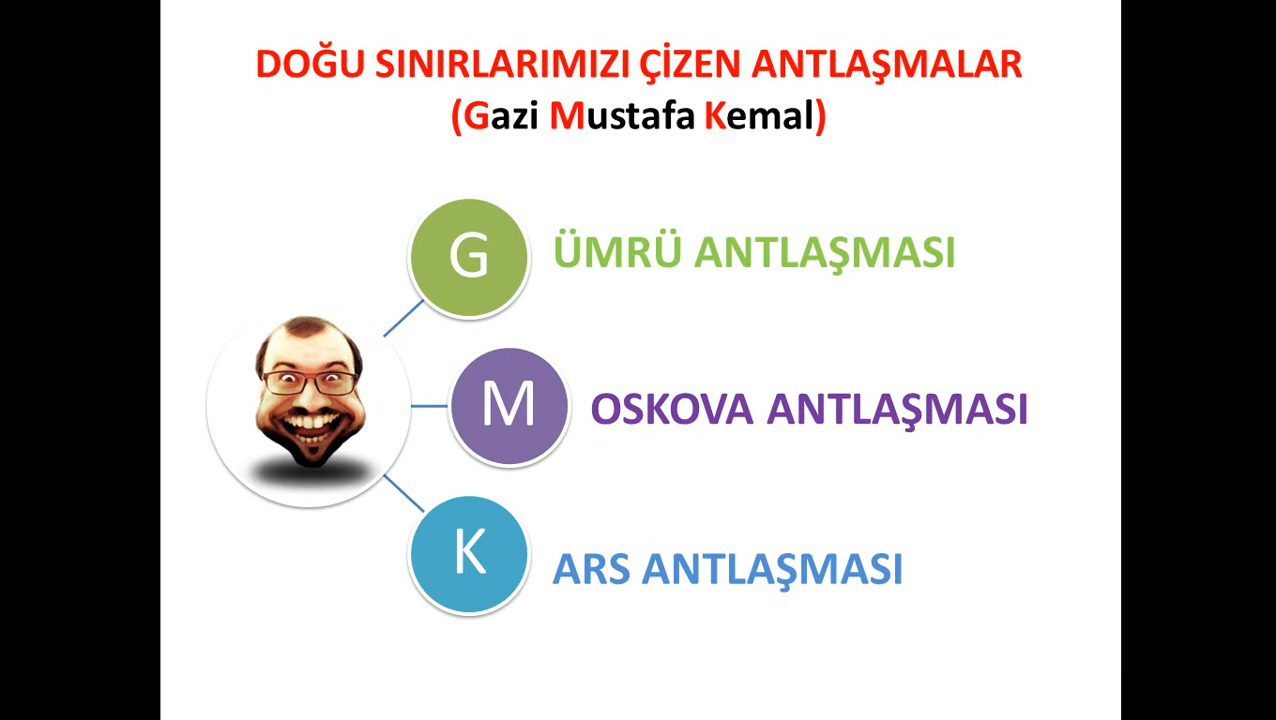 DOĞU SINIRLARIMIZI ÇİZEN ANTLAŞMALAR
(Gazi Mustafa Kemal)
G ÜMRÜ ANTLAŞMASI
M OSKOVA ANTLAŞMASI
K ARS ANTLAŞMASI